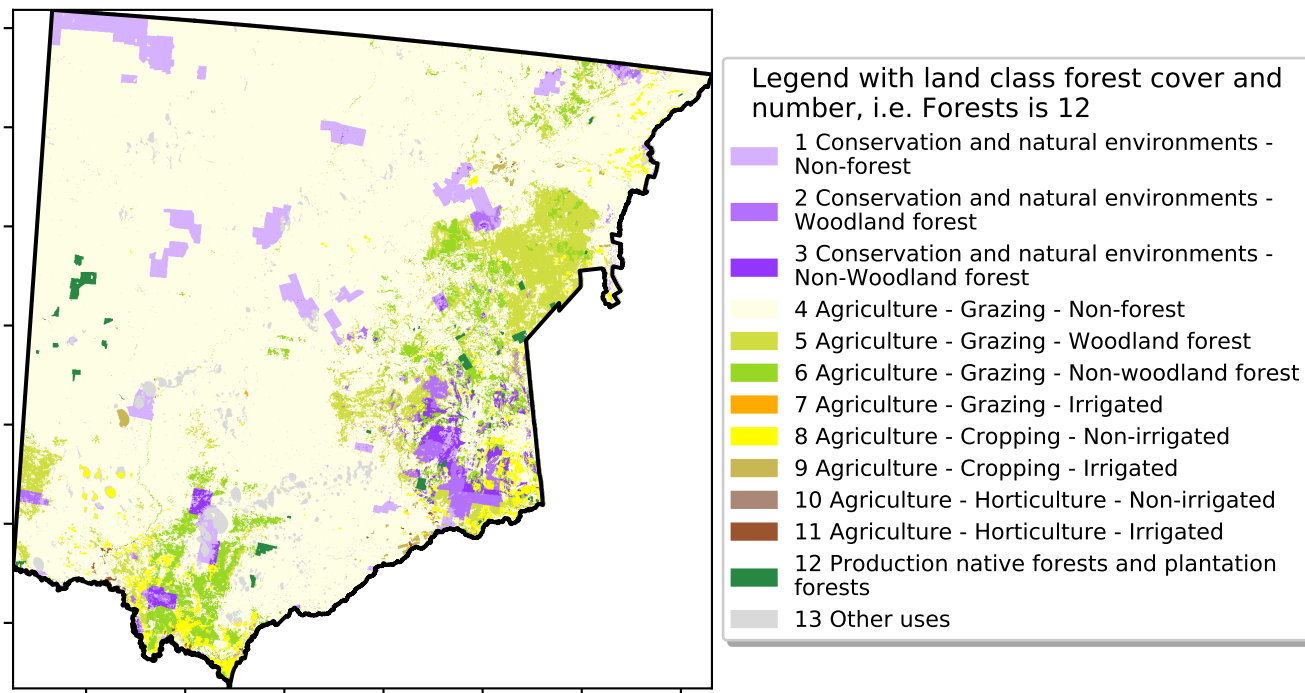 Legend with land class forest cover and
number, i.e. Forests is 12
1 Conservation and natural environments -
Non-forest
2 Conservation and natural environments -
Woodland forest
3 Conservation and natural environments -
Non-Woodland forest
4 Agriculture - Grazing - Non-forest
5 Agriculture - Grazing - Woodland forest
6 Agriculture - Grazing - Non-woodland forest
7 Agriculture - Grazing - Irrigated
8 Agriculture - Cropping - Non-irrigated
9 Agriculture - Cropping - Irrigated
10 Agriculture - Horticulture - Non-irrigated
11 Agriculture - Horticulture - Irrigated
12 Production native forests and plantation
forests
13 Other uses